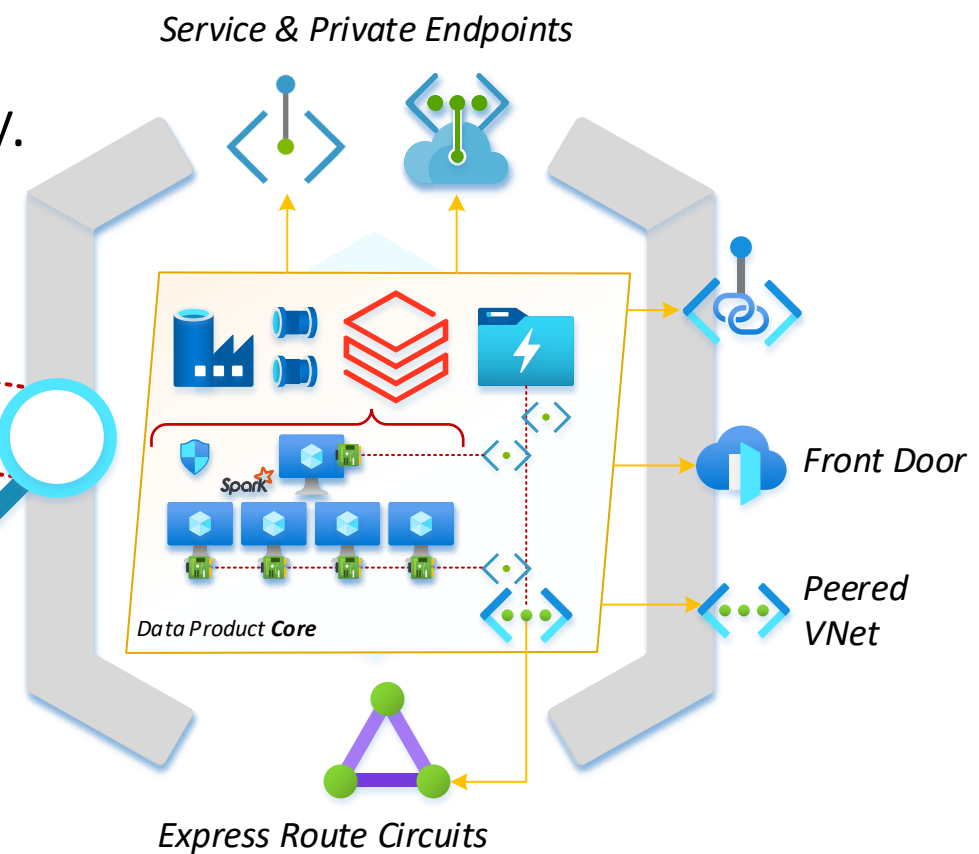 Service & Private Endpoints
y.
Spark
Front Door
Peered
VNet
Data Product Core
Express Route Circuits